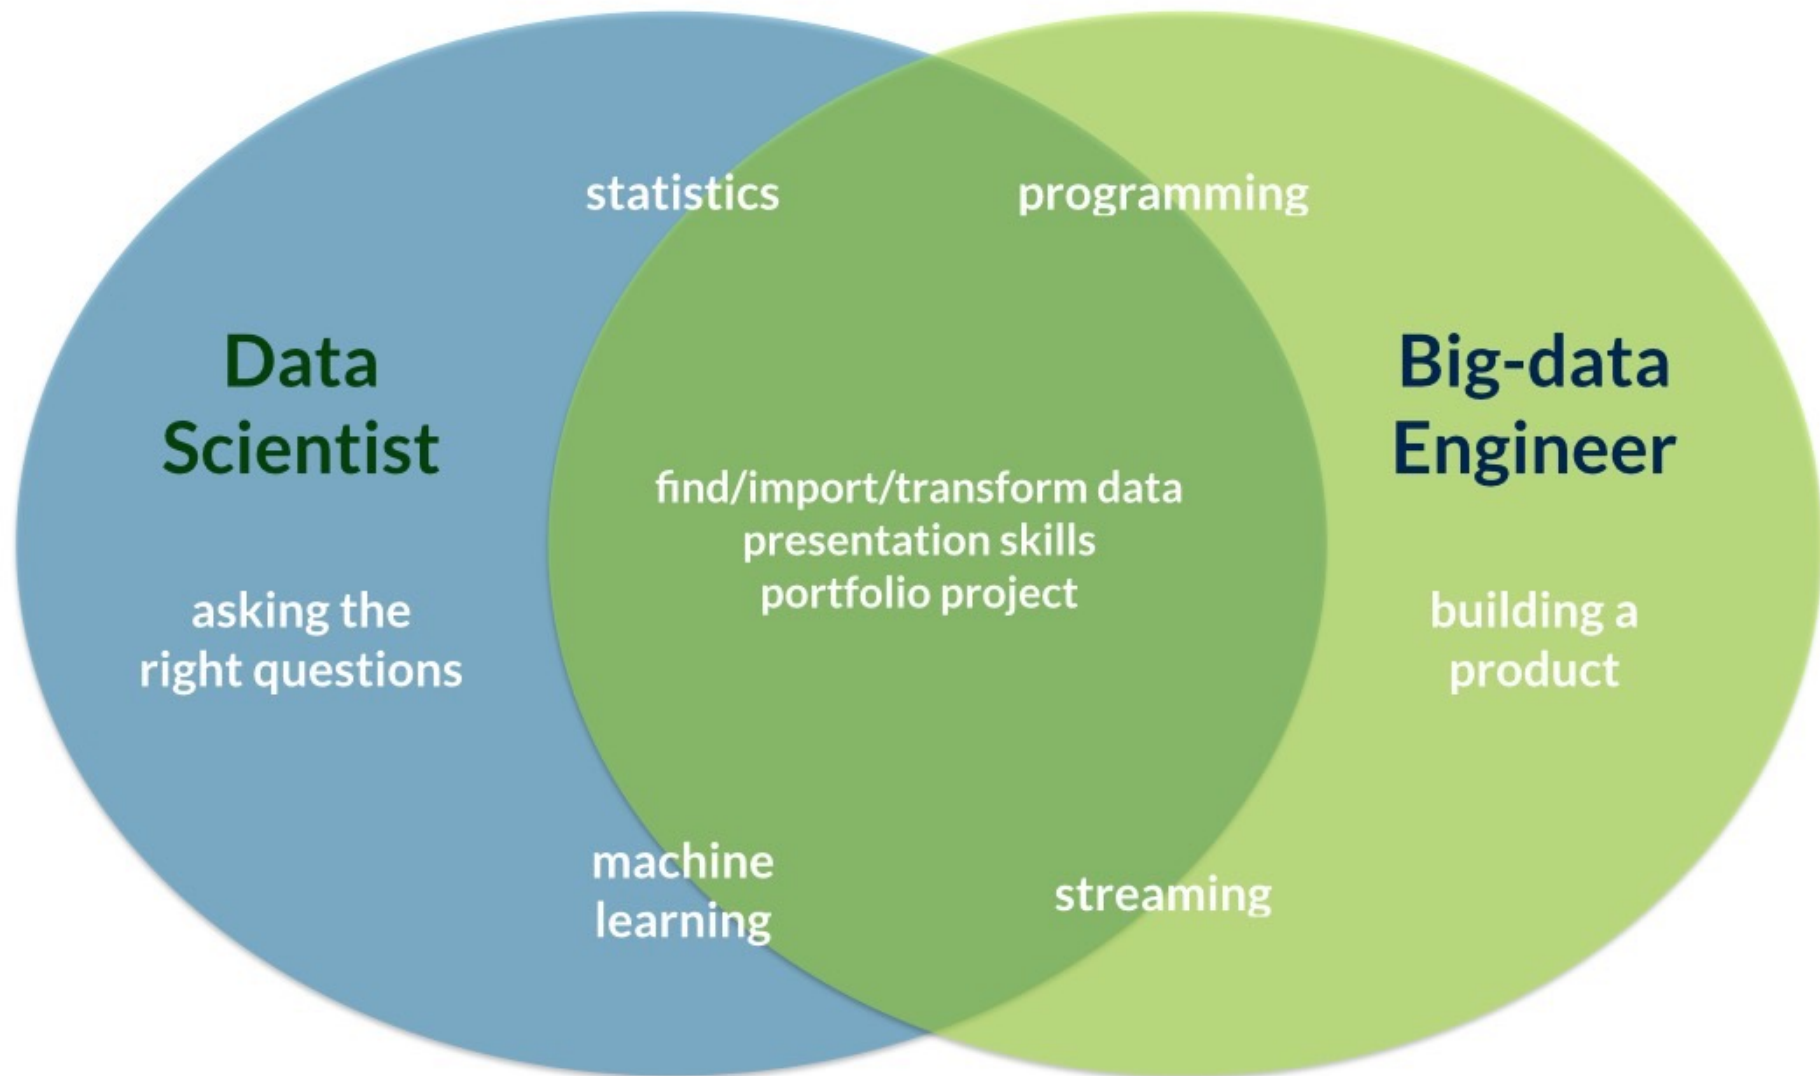 statistics
programming
Data
Scientist
Big-data
Engineer
find/import/transform data
presentation skills
portfolio project
asking the
right questions
building a
product
machine
learning
streaming